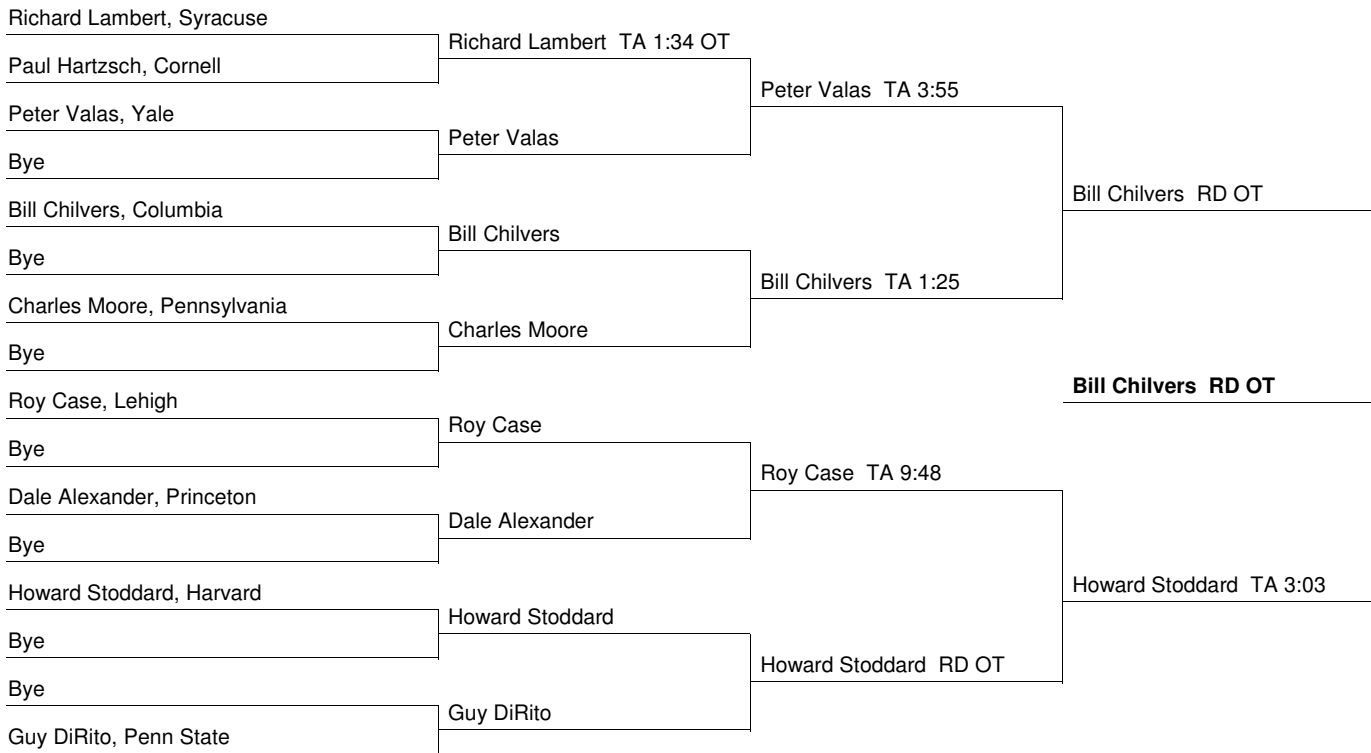 Richard Lambert, Syracuse
Paul Hartzsch, Cornell
Peter Valas, Yale
Bye
Bill Chilvers, Columbia
Bye
Charles Moore, Pennsylvania
Bye
Roy Case, Lehigh
Bye
Dale Alexander, Princeton
Bye
Howard Stoddard, Harvard
Bye
Bye
Guy DiRito, Penn State
Richard Lambert TA 1:34 OT
Peter Valas
Bill Chilvers
Charles Moore
Roy Case
Dale Alexander
Howard Stoddard
Guy DiRito
Peter Valas TA 3:55
Bill Chilvers TA 1:25
Roy Case TA 9:48
Howard Stoddard RD OT
Bill Chilvers RD OT
Bill Chilvers RD OT
Howard Stoddard TA 3:03